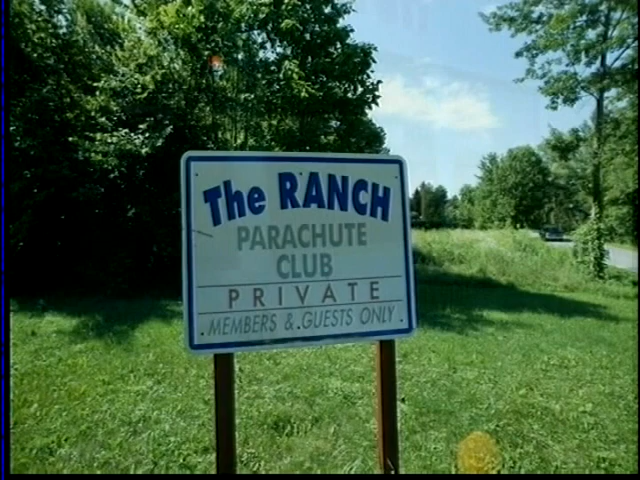 The RANCH
PARACHUTE
CLUB
PRIVATE
. MEMBERS & . GUESTS ONLY .